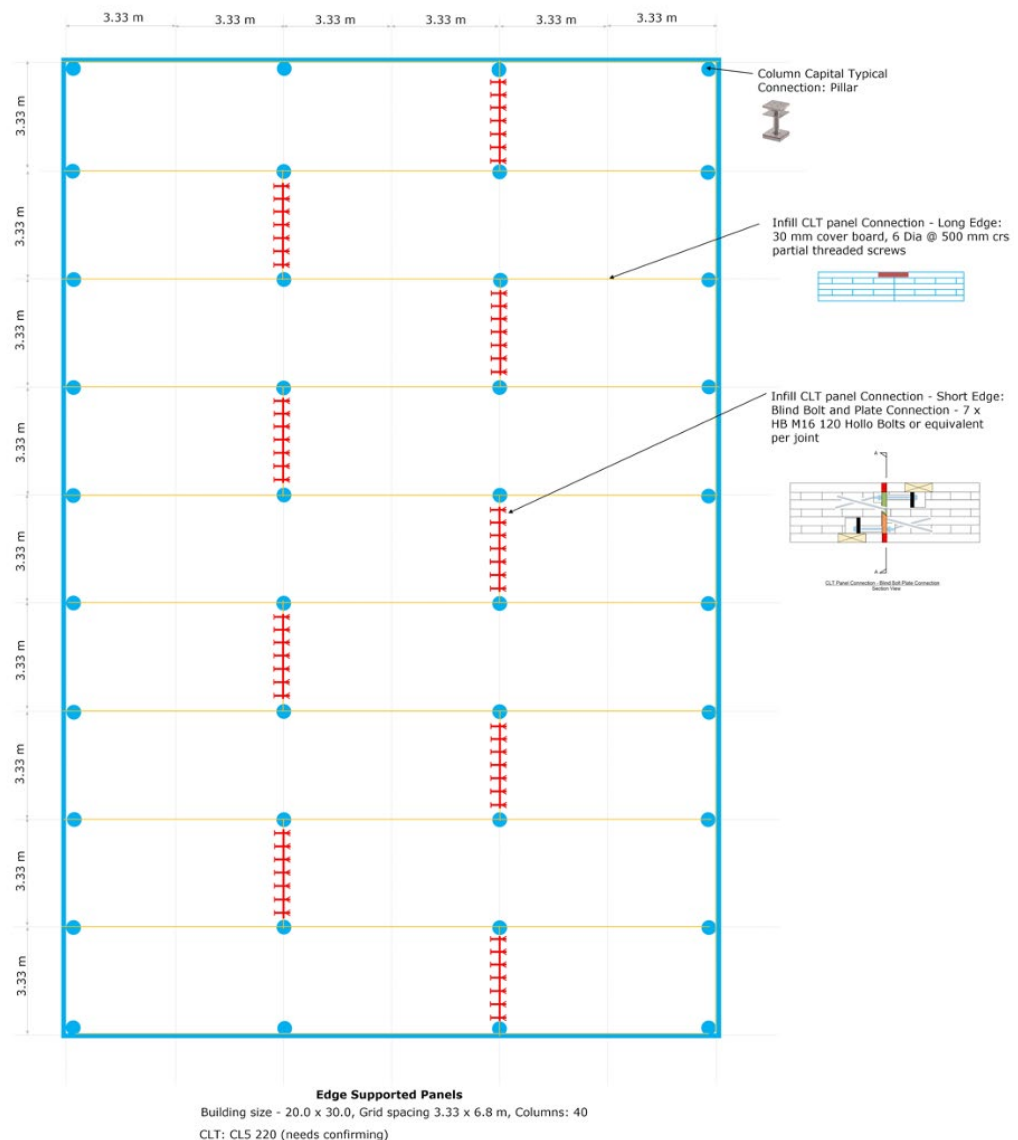 3.33 m
3.33 m
3.33 m
3.33 m
3.33 m
3.33 m
Column Capital Typical
Connection: Pillar
3.33 m
3.33 m
Infill CLT panel Connection - Long Edge:
30 mm cover board, 6 Dia @ 500 mm crs
partial threaded screws
3.33 m
3.33 m
Infill CLT panel Connection - Short Edge:
Blind Bolt and Plate Connection - 7 x
HB M16 120 Hollo Bolts or equivalent
per joint
A
3.33 m
A
CLT Panel Connection - Blind Bolt Plate Connection
Section View
3.33 m
3.33 m
3.33 m
3.33 m
Edge Supported Panels
Building size - 20.0 x 30.0, Grid spacing 3.33 x 6.8 m, Columns: 40
CLT: CL5 220 (needs confirming)